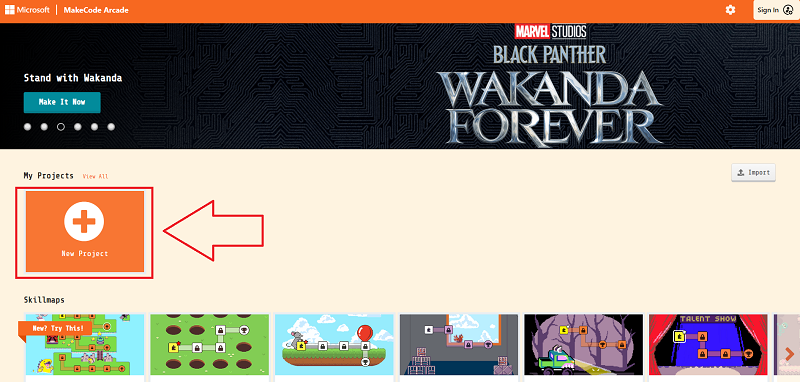 Microsoft | MakeCode Arcade
Sign In
MARVEL STUDIOS
BLACK PANTHER
WAKANDA
FOREVER
Stand with Wakanda
Make It Now
My Projects View All
Import
New Project
Skillmaps
New? Try This!
TALENT SHOW